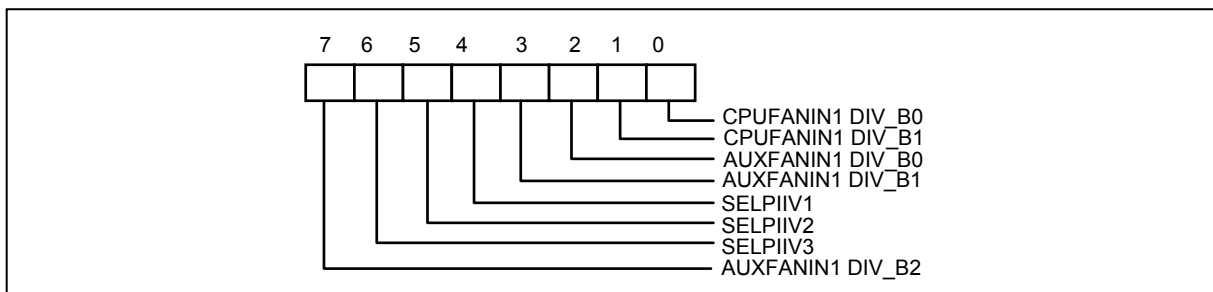 7 6 5 4 3 2 1 0
CPUFANIN1 DIV_B0
CPUFANIN1 DIV_B1
AUXFANIN1 DIV_B0
AUXFANIN1 DIV_B1
SELPIIV1
SELPIIV2
SELPIIV3
AUXFANIN1 DIV_B2